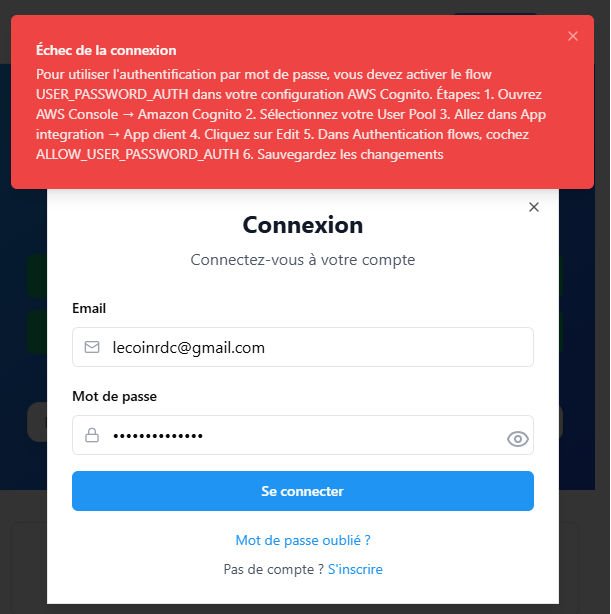 Échec de la connexion
Pour utiliser l'authentification par mot de passe, vous devez activer le flow
USER_PASSWORD_AUTH dans votre configuration AWS Cognito. Étapes: 1. Ouvrez
AWS Console → Amazon Cognito 2. Sélectionnez votre User Pool 3. Allez dans App
integration → App client 4. Cliquez sur Edit 5. Dans Authentication flows, cochez
ALLOW_USER_PASSWORD_AUTH 6. Sauvegardez les changements
Connexion
Connectez-vous à votre compte
Email
lecoinrdc@gmail.com
Mot de passe
••••••••••••••
Se connecter
Mot de passe oublié ?
Pas de compte ? S'inscrire